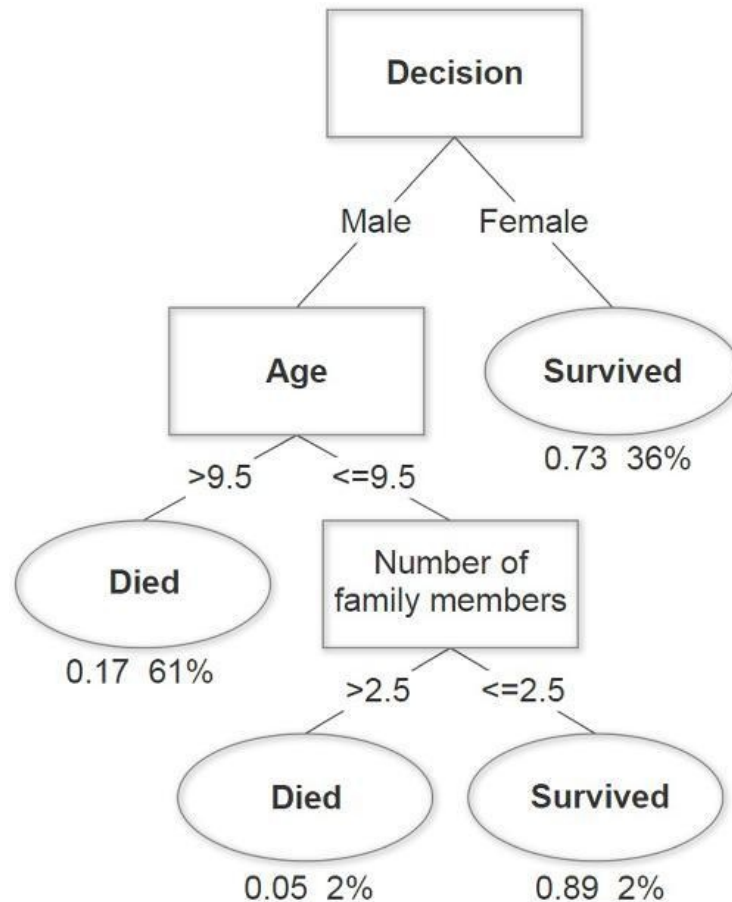 Decision
Male Female
Age
Survived
0.73 36%
>9.5 <=9.5
Died
0.17 61%
Number of
family members
>2.5 <=2.5
Died
0.05 2%
Survived
0.89 2%